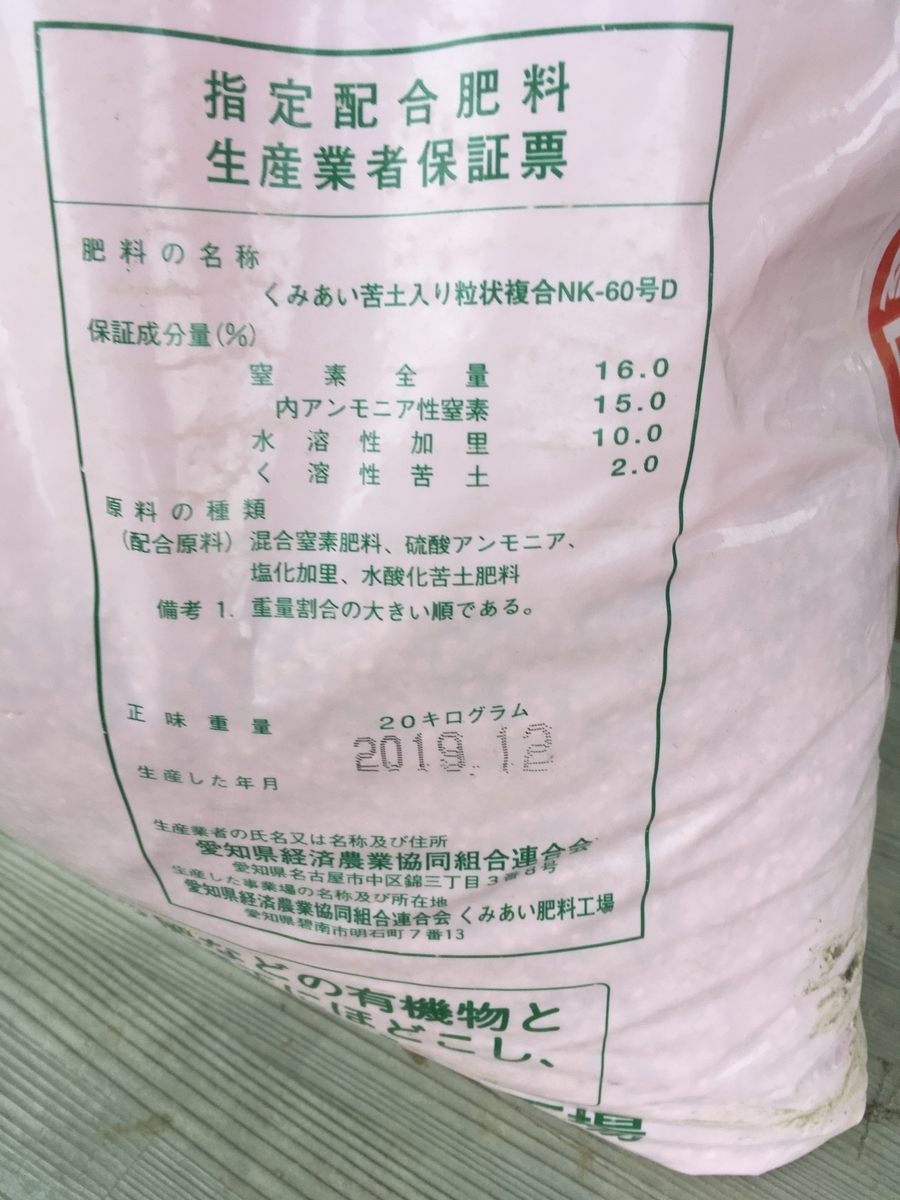 指定配合肥料
生産業者保証票
肥料の名称
くみあい苦土入り粒状複合NK-60号D
保証成分量(%)
窒素全量 16.0
内アンモニア性窒素 15.0
水溶性加里 10.0
く溶性苦土 2.0
原料の種類
(配合原料) 混合窒素肥料、硫酸アンモニア、
塩化加里、水酸化苦土肥料
備考 1. 重量割合の大きい順である。
正味重量 20キログラム
生産した年月 2019.12
生産業者の氏名又は名称及び住所
愛知県経済農業協同組合連合会
愛知県名古屋市中区錦三丁目3番8号
生産した事業場の名称及び所在地
愛知県経済農業協同組合連合会 くみあい肥料工場
愛知県碧南市明石町7番13
などの有機物と
にほどこし、
場